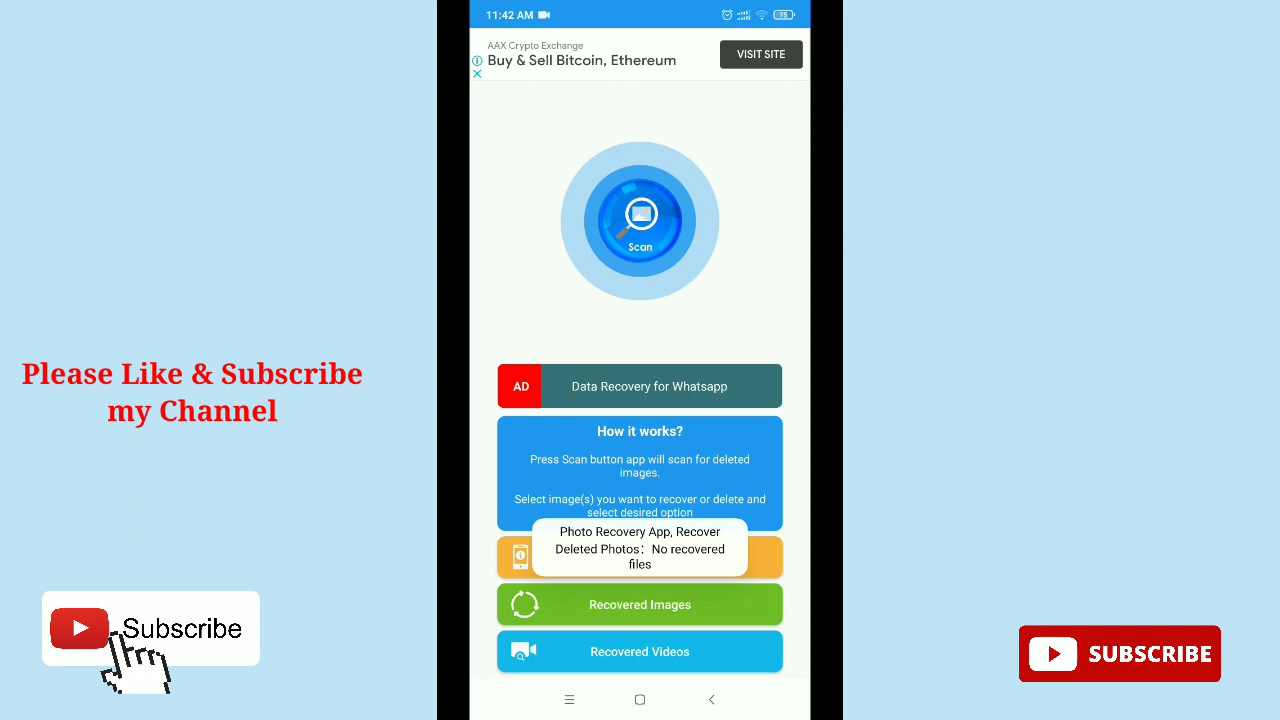 11:42 AM
75
AAX Crypto Exchange
Buy & Sell Bitcoin, Ethereum
VISIT SITE
Scan
Please Like & Subscribe
my Channel
AD
Data Recovery for Whatsapp
How it works?
Press Scan button app will scan for deleted
images.
Select image(s) you want to recover or delete and
select desired option
Photo Recovery App, Recover
Deleted Photos: No recovered
files
Recovered Images
Recovered Videos
Subscribe
SUBSCRIBE